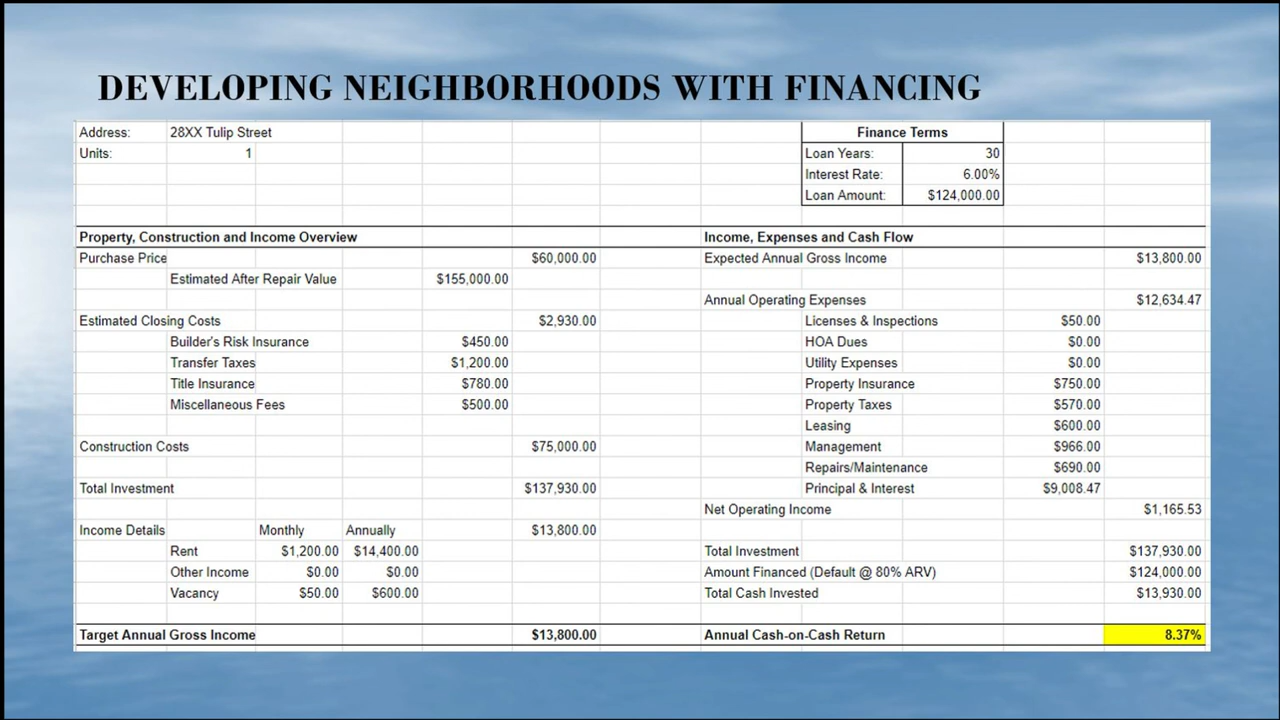 DEVELOPING NEIGHBORHOODS WITH FINANCING
Address: 28XX Tulip Street
Units: 1
Finance Terms
Loan Years: 30
Interest Rate: 6.00%
Loan Amount: $124,000.00
Property, Construction and Income Overview
Purchase Price $60,000.00
Estimated After Repair Value $155,000.00
Estimated Closing Costs $2,930.00
Builder's Risk Insurance $450.00
Transfer Taxes $1,200.00
Title Insurance $780.00
Miscellaneous Fees $500.00
Construction Costs $75,000.00
Total Investment $137,930.00
Income Details Monthly Annually $13,800.00
Rent $1,200.00 $14,400.00
Other Income $0.00 $0.00
Vacancy $50.00 $600.00
Target Annual Gross Income $13,800.00
Income, Expenses and Cash Flow
Expected Annual Gross Income $13,800.00
Annual Operating Expenses $12,634.47
Licenses & Inspections $50.00
HOA Dues $0.00
Utility Expenses $0.00
Property Insurance $750.00
Property Taxes $570.00
Leasing $600.00
Management $966.00
Repairs/Maintenance $690.00
Principal & Interest $9,008.47
Net Operating Income $1,165.53
Total Investment $137,930.00
Amount Financed (Default @ 80% ARV) $124,000.00
Total Cash Invested $13,930.00
Annual Cash-on-Cash Return 8.37%